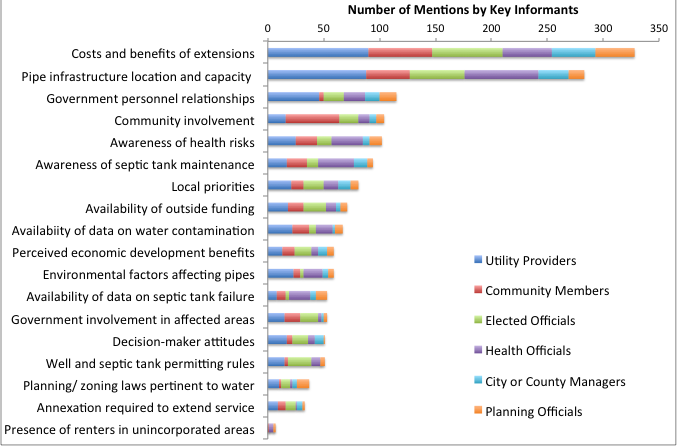 Number of Mentions by Key Informants
0 50 100 150 200 250 300 350
Costs and benefits of extensions
Pipe infrastructure location and capacity
Government personnel relationships
Community involvement
Awareness of health risks
Awareness of septic tank maintenance
Local priorities
Availability of outside funding
Availabiity of data on water contamination
Perceived economic development benefits
Environmental factors affecting pipes
Availability of data on septic tank failure
Government involvement in affected areas
Decision-maker attitudes
Well and septic tank permitting rules
Planning/ zoning laws pertinent to water
Annexation required to extend service
Presence of renters in unincorporated areas
Utility Providers
Community Members
Elected Officials
Health Officials
City or County Managers
Planning Officials